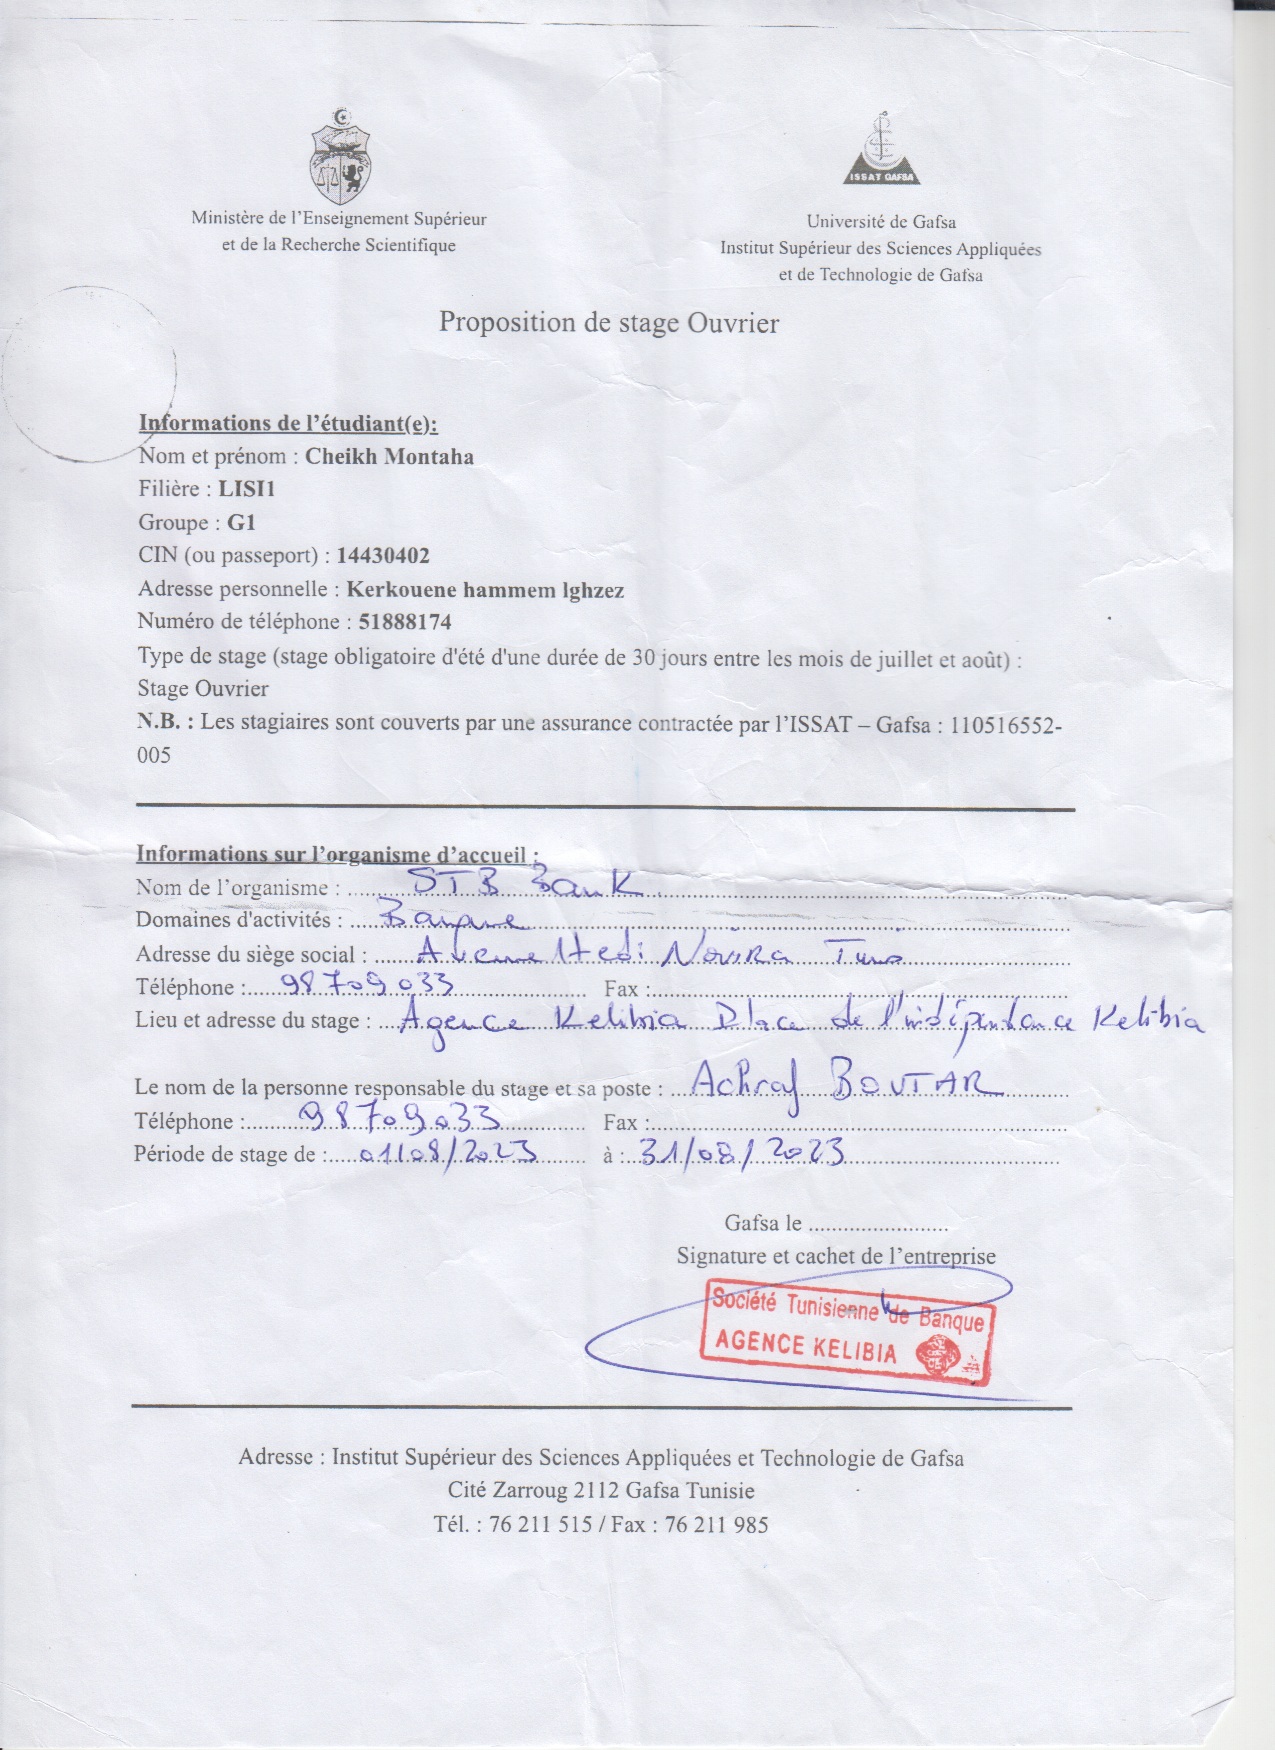 ISSAT GAFSA
Ministère de l'Enseignement Supérieur
et de la Recherche Scientifique
Université de Gafsa
Institut Supérieur des Sciences Appliquées
et de Technologie de Gafsa
Proposition de stage Ouvrier
Informations de l'étudiant(e):
Nom et prénom : Cheikh Montaha
Filière : LISI1
Groupe : G1
CIN (ou passeport) : 14430402
Adresse personnelle : Kerkouene hammem lghzez
Numéro de téléphone : 51888174
Type de stage (stage obligatoire d'été d'une durée de 30 jours entre les mois de juillet et août) :
Stage Ouvrier
N.B. : Les stagiaires sont couverts par une assurance contractée par l'ISSAT – Gafsa : 110516552-
005
Informations sur l'organisme d'accueil :
Nom de l'organisme : STB Bank
Domaines d'activités : Banque
Adresse du siège social : Avenue Hedi Novira Tunis
Téléphone : 98709033 Fax :
Lieu et adresse du stage : Agence Kelibia Place de l'indépendance Kelibia
Le nom de la personne responsable du stage et sa poste : Achraf BOUTAR
Téléphone : 98709033 Fax :
Période de stage de : 01/08/2023 à : 31/08/2023
Gafsa le ........................
Signature et cachet de l'entreprise
Société Tunisienne de Banque
AGENCE KELIBIA
Adresse : Institut Supérieur des Sciences Appliquées et Technologie de Gafsa
Cité Zarroug 2112 Gafsa Tunisie
Tél. : 76 211 515 / Fax : 76 211 985